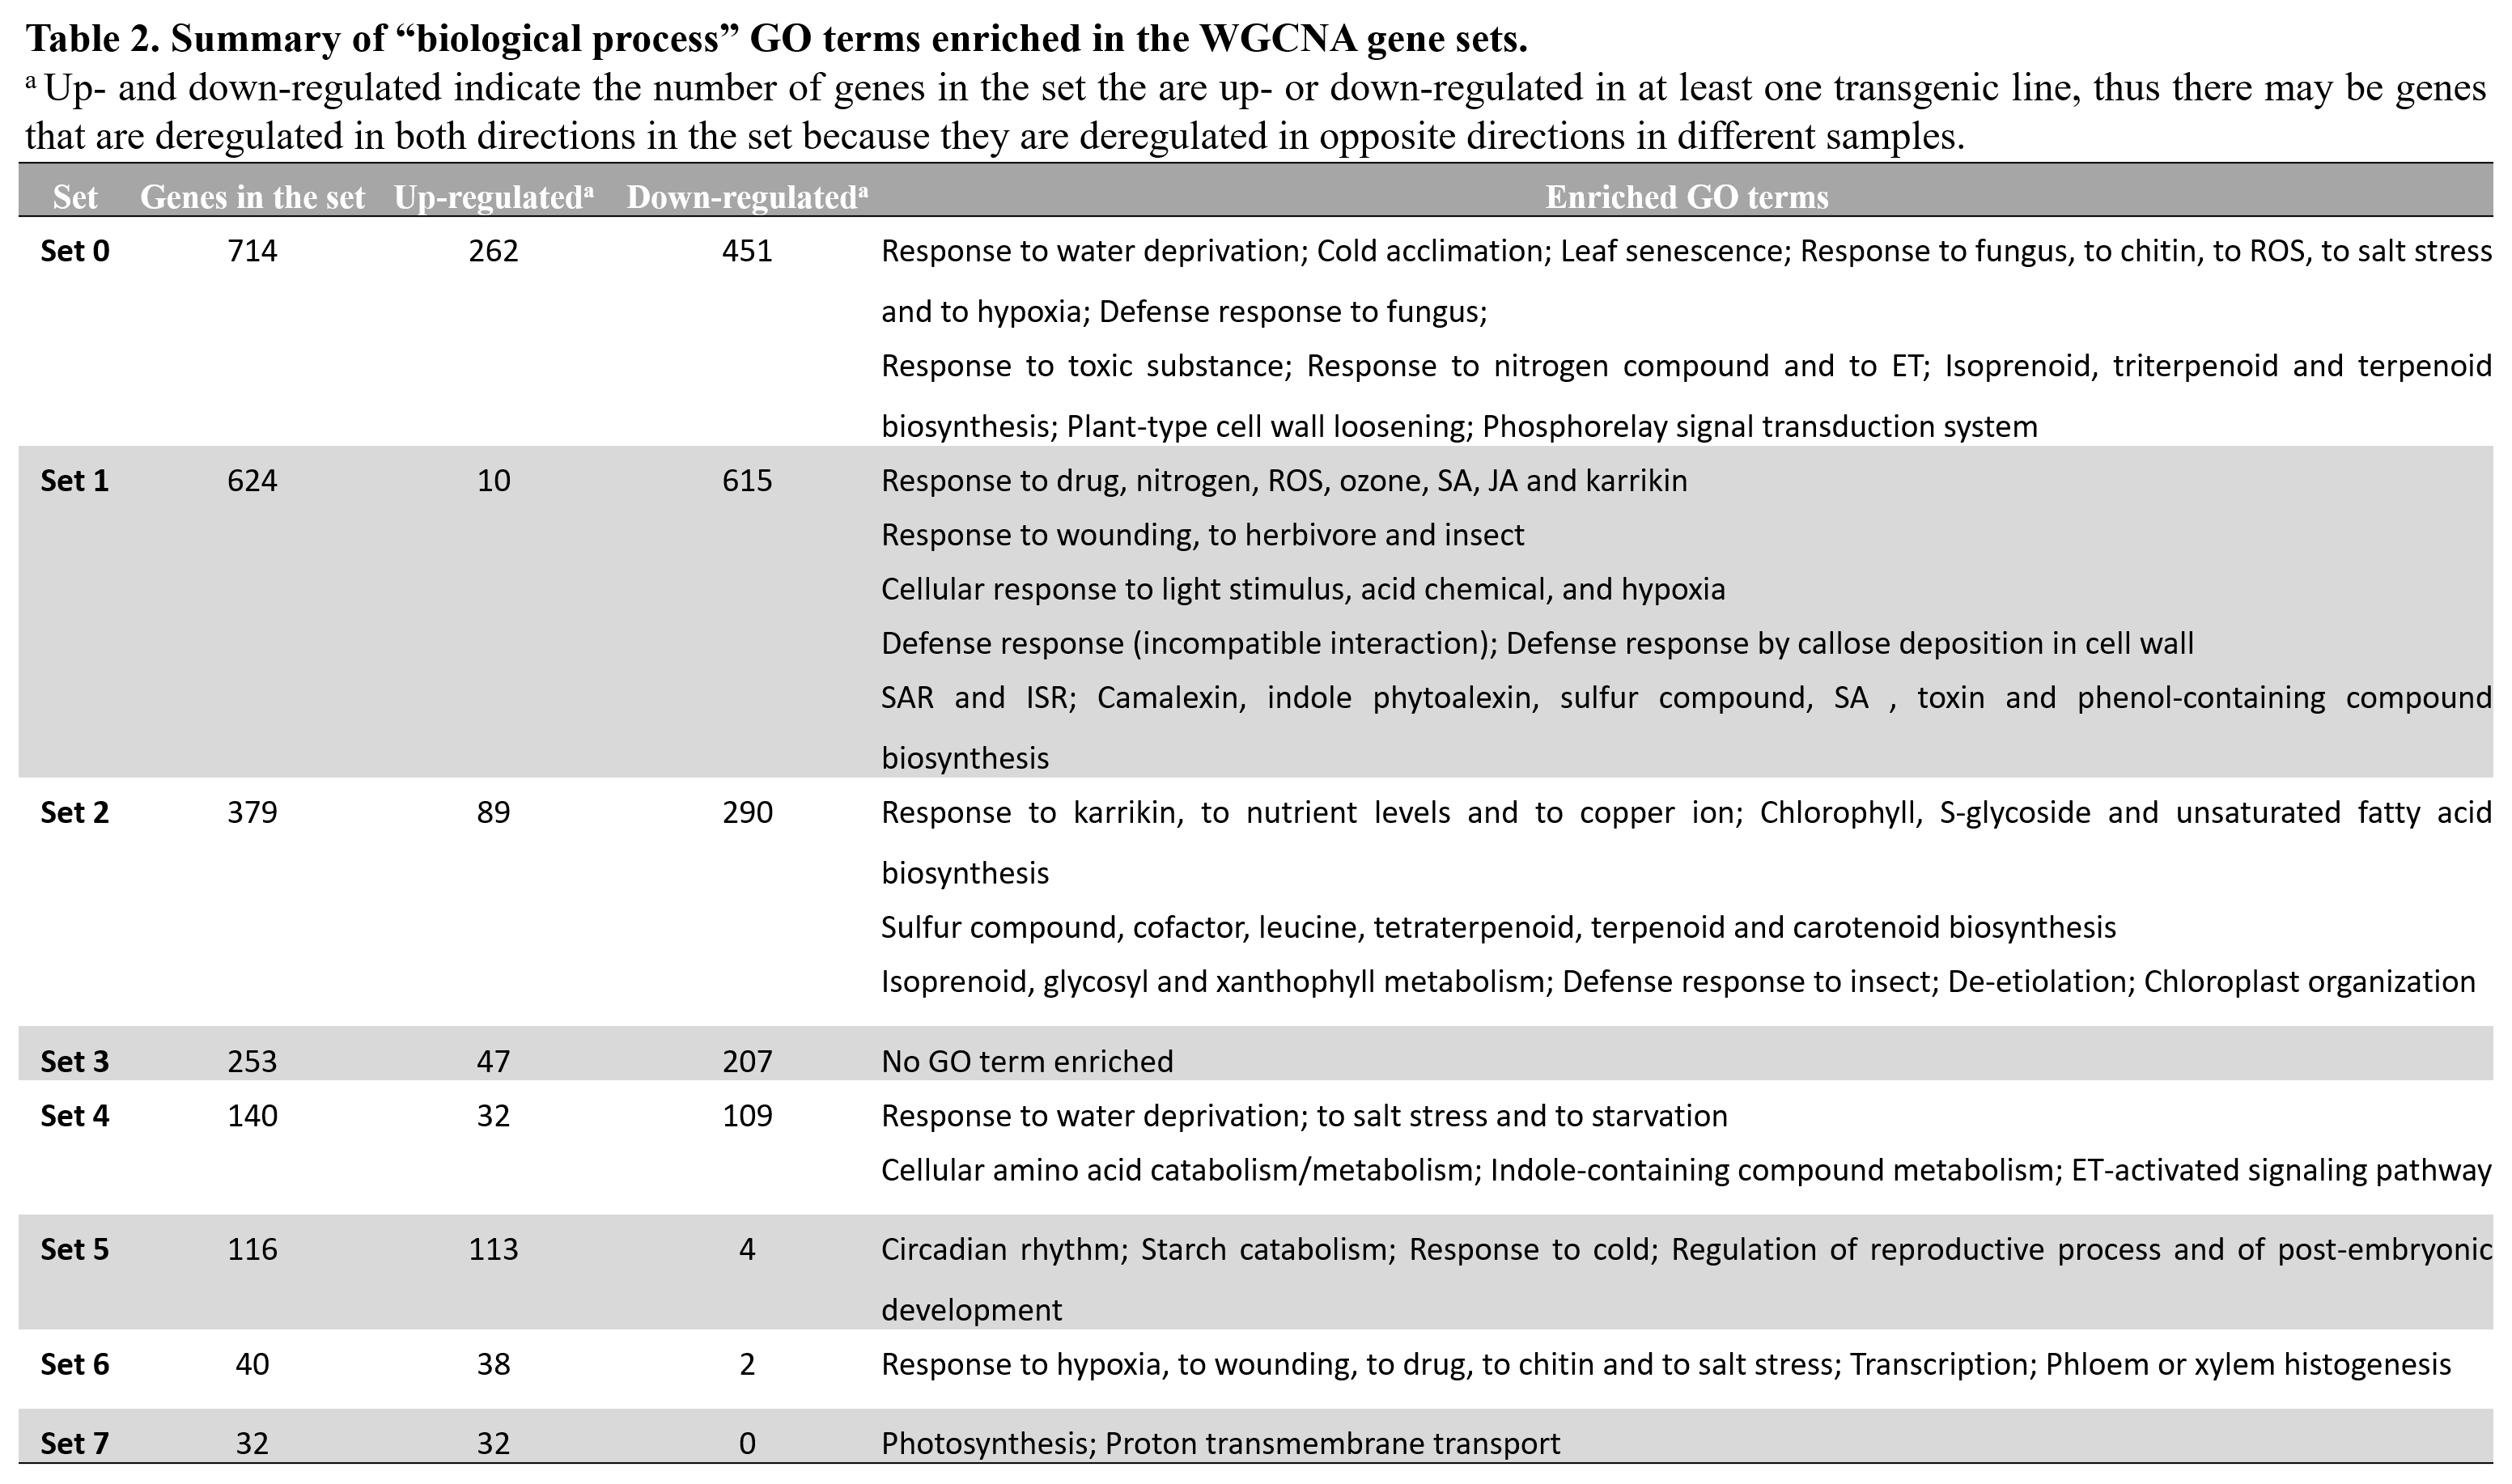 Table 2. Summary of “biological process” GO terms enriched in the WGCNA gene sets.
a Up- and down-regulated indicate the number of genes in the set the are up- or down-regulated in at least one transgenic line, thus there may be genes
that are deregulated in both directions in the set because they are deregulated in opposite directions in different samples.
Set Genes in the set Up-regulateda Down-regulateda Enriched GO terms
Set 0 714 262 451 Response to water deprivation; Cold acclimation; Leaf senescence; Response to fungus, to chitin, to ROS, to salt stress
and to hypoxia; Defense response to fungus;
Response to toxic substance; Response to nitrogen compound and to ET; Isoprenoid, triterpenoid and terpenoid
biosynthesis; Plant-type cell wall loosening; Phosphorelay signal transduction system
Set 1 624 10 615 Response to drug, nitrogen, ROS, ozone, SA, JA and karrikin
Response to wounding, to herbivore and insect
Cellular response to light stimulus, acid chemical, and hypoxia
Defense response (incompatible interaction); Defense response by callose deposition in cell wall
SAR and ISR; Camalexin, indole phytoalexin, sulfur compound, SA , toxin and phenol-containing compound
biosynthesis
Set 2 379 89 290 Response to karrikin, to nutrient levels and to copper ion; Chlorophyll, S-glycoside and unsaturated fatty acid
biosynthesis
Sulfur compound, cofactor, leucine, tetraterpenoid, terpenoid and carotenoid biosynthesis
Isoprenoid, glycosyl and xanthophyll metabolism; Defense response to insect; De-etiolation; Chloroplast organization
Set 3 253 47 207 No GO term enriched
Set 4 140 32 109 Response to water deprivation; to salt stress and to starvation
Cellular amino acid catabolism/metabolism; Indole-containing compound metabolism; ET-activated signaling pathway
Set 5 116 113 4 Circadian rhythm; Starch catabolism; Response to cold; Regulation of reproductive process and of post-embryonic
development
Set 6 40 38 2 Response to hypoxia, to wounding, to drug, to chitin and to salt stress; Transcription; Phloem or xylem histogenesis
Set 7 32 32 0 Photosynthesis; Proton transmembrane transport